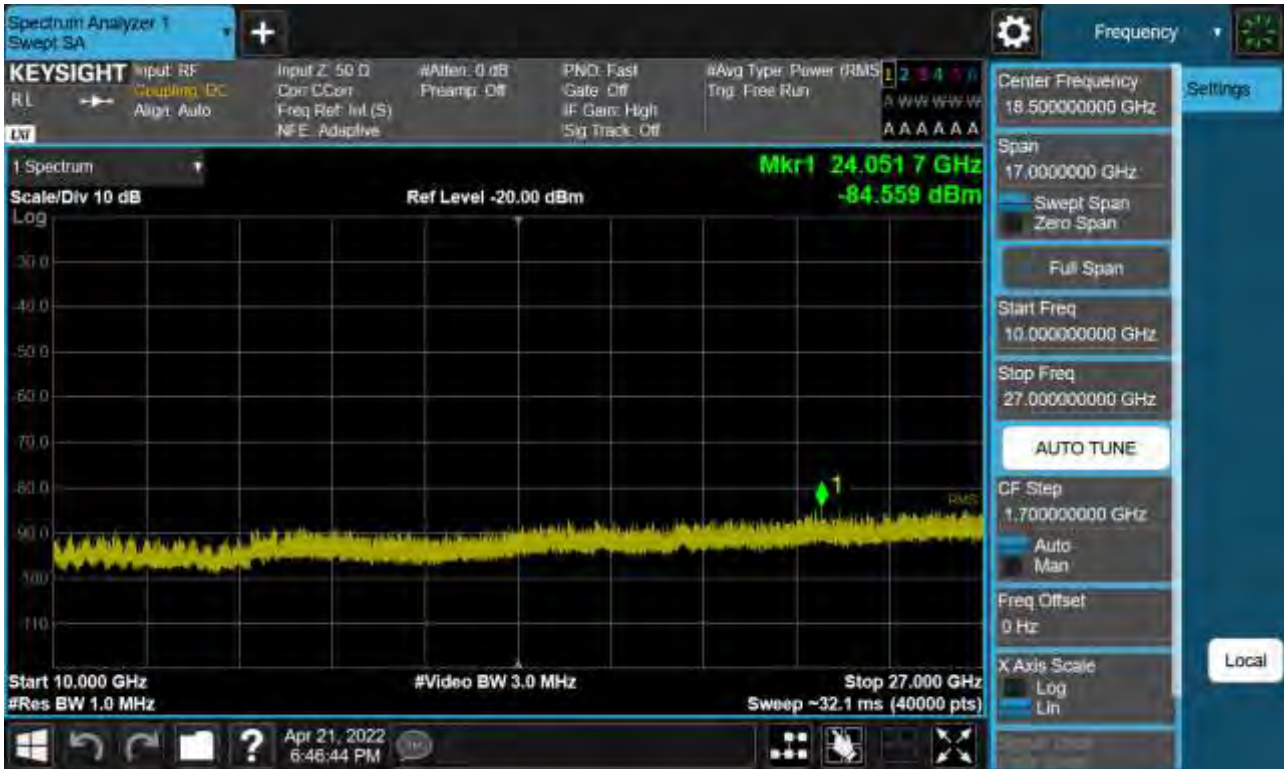 Spectrum Analyzer 1
Swept SA
+
Frequency
KEYSIGHT
RL
Input: RF
Coupling: DC
Align: Auto
Input Z: 50 Ω
Corr CCorr
Freq Ref: Int (S)
NFE: Adaptive
#Atten: 0 dB
Preamp: Off
PNO: Fast
Gate: Off
IF Gain: High
Sig Track: Off
#Avg Type: Power (RMS
Trig: Free Run
1 2 3 4 5 6
A W W W W W
A A A A A A
1 Spectrum
Scale/Div 10 dB
Ref Level -20.00 dBm
Mkr1 24.051 7 GHz
-84.559 dBm
Log
-30.0
-40.0
-50.0
-60.0
-70.0
-80.0
-90.0
-100
-110
1
RMS
Start 10.000 GHz
#Res BW 1.0 MHz
#Video BW 3.0 MHz
Stop 27.000 GHz
Sweep ~32.1 ms (40000 pts)
Center Frequency
18.500000000 GHz
Span
17.0000000 GHz
Swept Span
Zero Span
Full Span
Start Freq
10.000000000 GHz
Stop Freq
27.000000000 GHz
AUTO TUNE
CF Step
1.700000000 GHz
Auto
Man
Freq Offset
0 Hz
X Axis Scale
Log
Lin
Settings
Local
?
Apr 21, 2022
6:46:44 PM